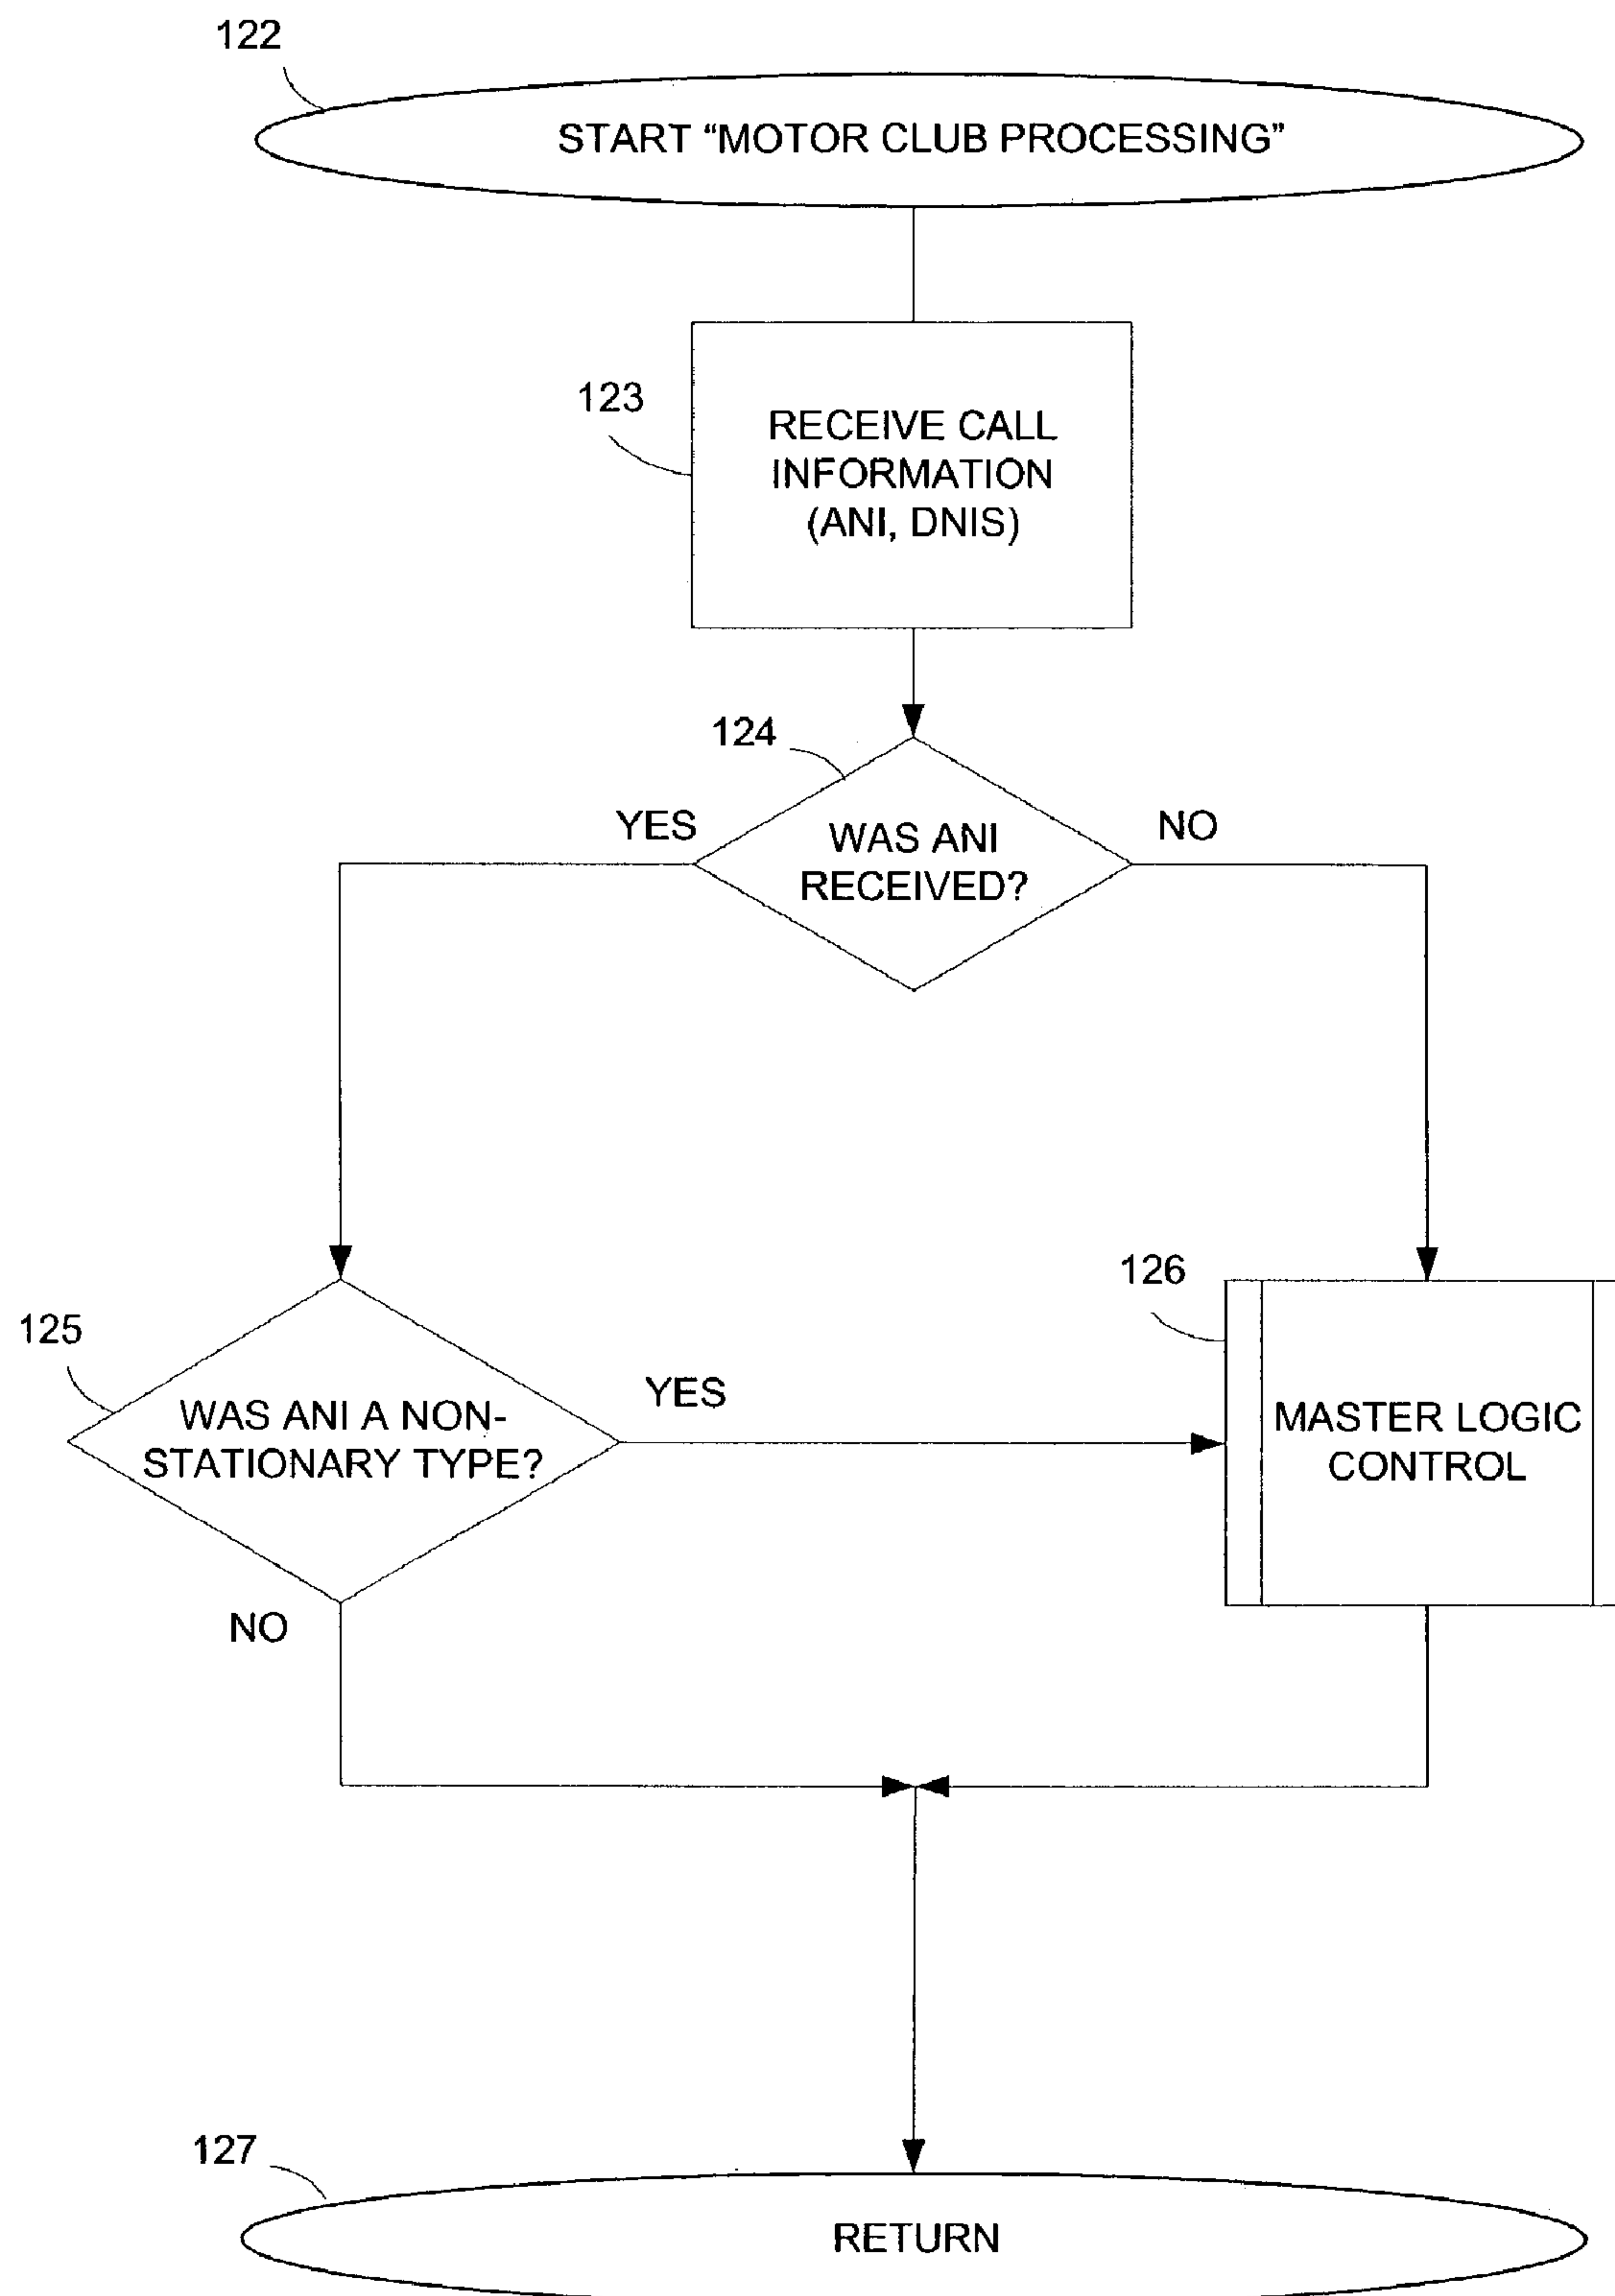 122
START “MOTOR CLUB PROCESSING”
123
RECEIVE CALL
INFORMATION
(ANI, DNIS)
124
YES
NO
WAS ANI
RECEIVED?
125
126
WAS ANI A NON-
STATIONARY TYPE?
YES
MASTER LOGIC
CONTROL
NO
127
RETURN